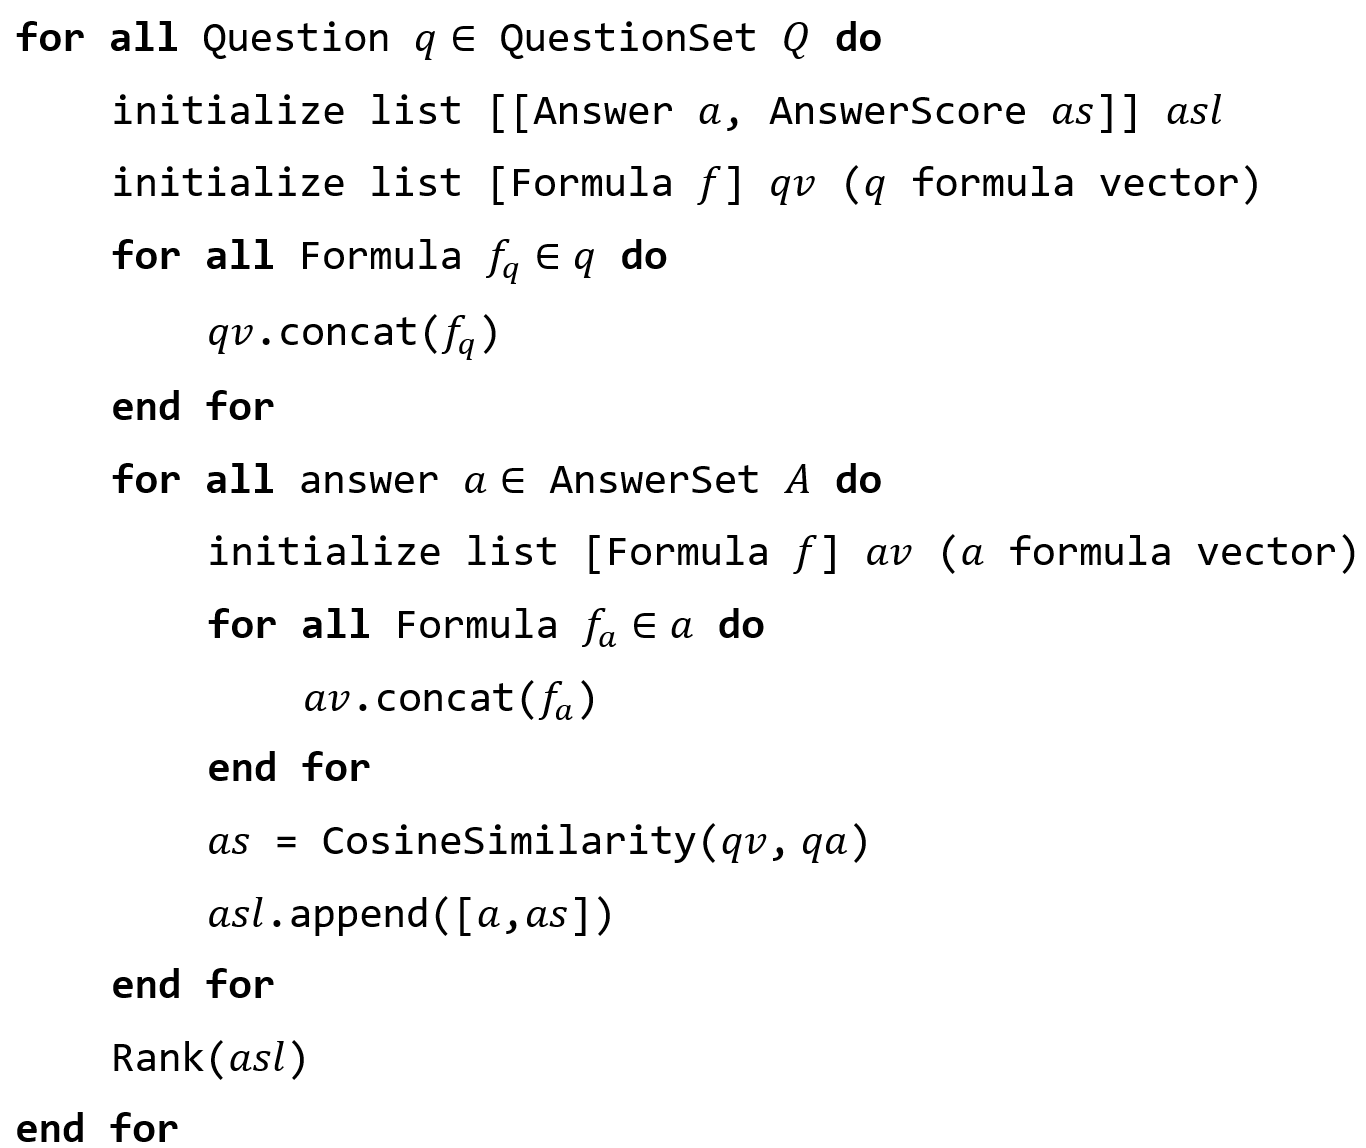 for all Question q ∈ QuestionSet Q do
initialize list [[Answer a, AnswerScore as]] asl
initialize list [Formula f] qv (q formula vector)
for all Formula f_q ∈ q do
qv.concat(f_q)
end for
for all answer a ∈ AnswerSet A do
initialize list [Formula f] av (a formula vector)
for all Formula f_a ∈ a do
av.concat(f_a)
end for
as = CosineSimilarity(qv, qa)
asl.append([a,as])
end for
Rank(asl)
end for